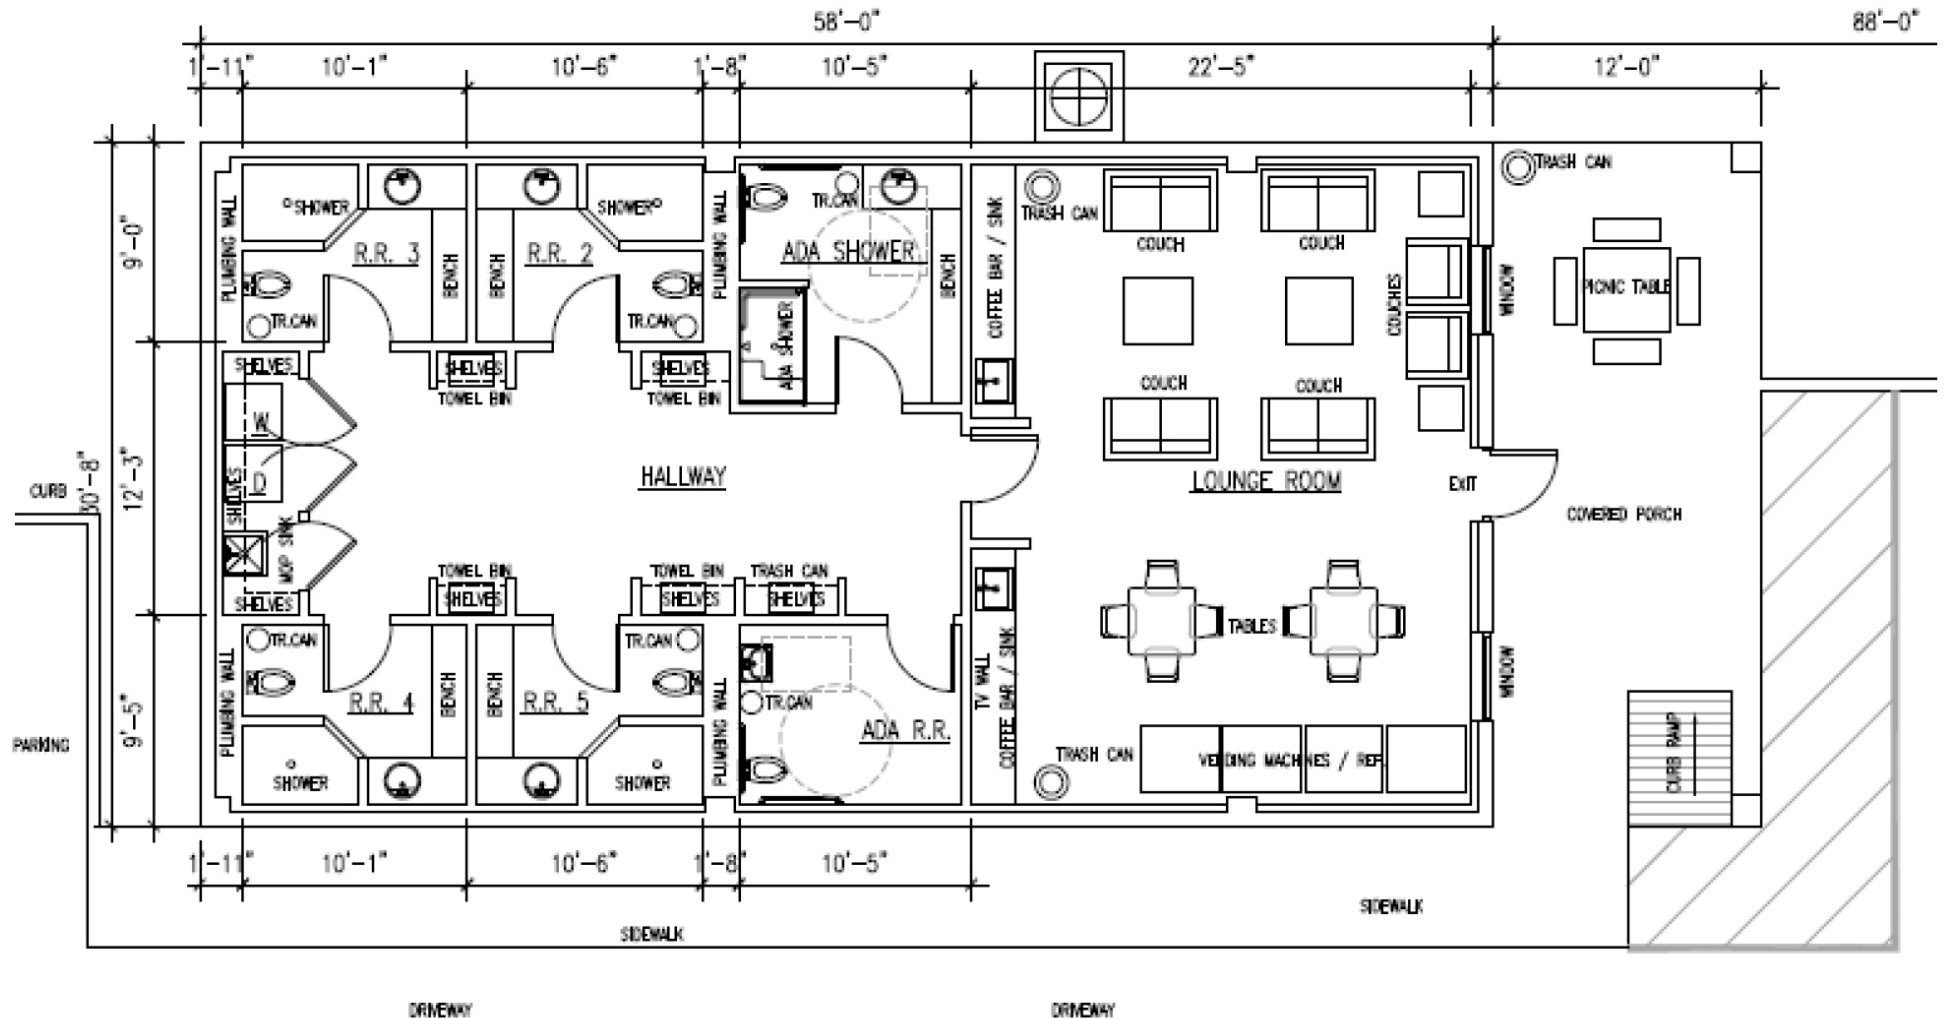 58'-0"
88'-0"
1'-11"
10'-1"
10'-6"
1'-8"
10'-5"
22'-5"
12'-0"
TRASH CAN
PLUMBING WALL
SHOWER
SHOWER
PLUMBING WALL
TR.CAN
COFFEE BAR / SINK
TRASH CAN
COUCH
COUCH
9'-0"
R.R. 3
BENCH
BENCH
R.R. 2
ADA SHOWER
BENCH
COUCHES
WINDOW
PICNIC TABLE
TR.CAN
TR.CAN
ADA SHOWER
SHELVES
SHELVES
SHELVES
TOWEL BIN
TOWEL BIN
COUCH
COUCH
W
30'-8"
12'-3"
CURB
SHELVES
D
HALLWAY
LOUNGE ROOM
EXIT
COVERED PORCH
MOP SINK
TOWEL BIN
TOWEL BIN
TRASH CAN
SHELVES
SHELVES
SHELVES
SHELVES
TABLES
TR.CAN
TR.CAN
PLUMBING WALL
BENCH
BENCH
PLUMBING WALL
TV WALL
COFFEE BAR / SINK
WINDOW
9'-5"
R.R. 4
R.R. 5
TR.CAN
ADA R.R.
PARKING
TRASH CAN
VENDING MACHINES / REF.
CURB RAMP
SHOWER
SHOWER
1'-11"
10'-1"
10'-6"
1'-8"
10'-5"
SIDEWALK
SIDEWALK
DRIVEWAY
DRIVEWAY